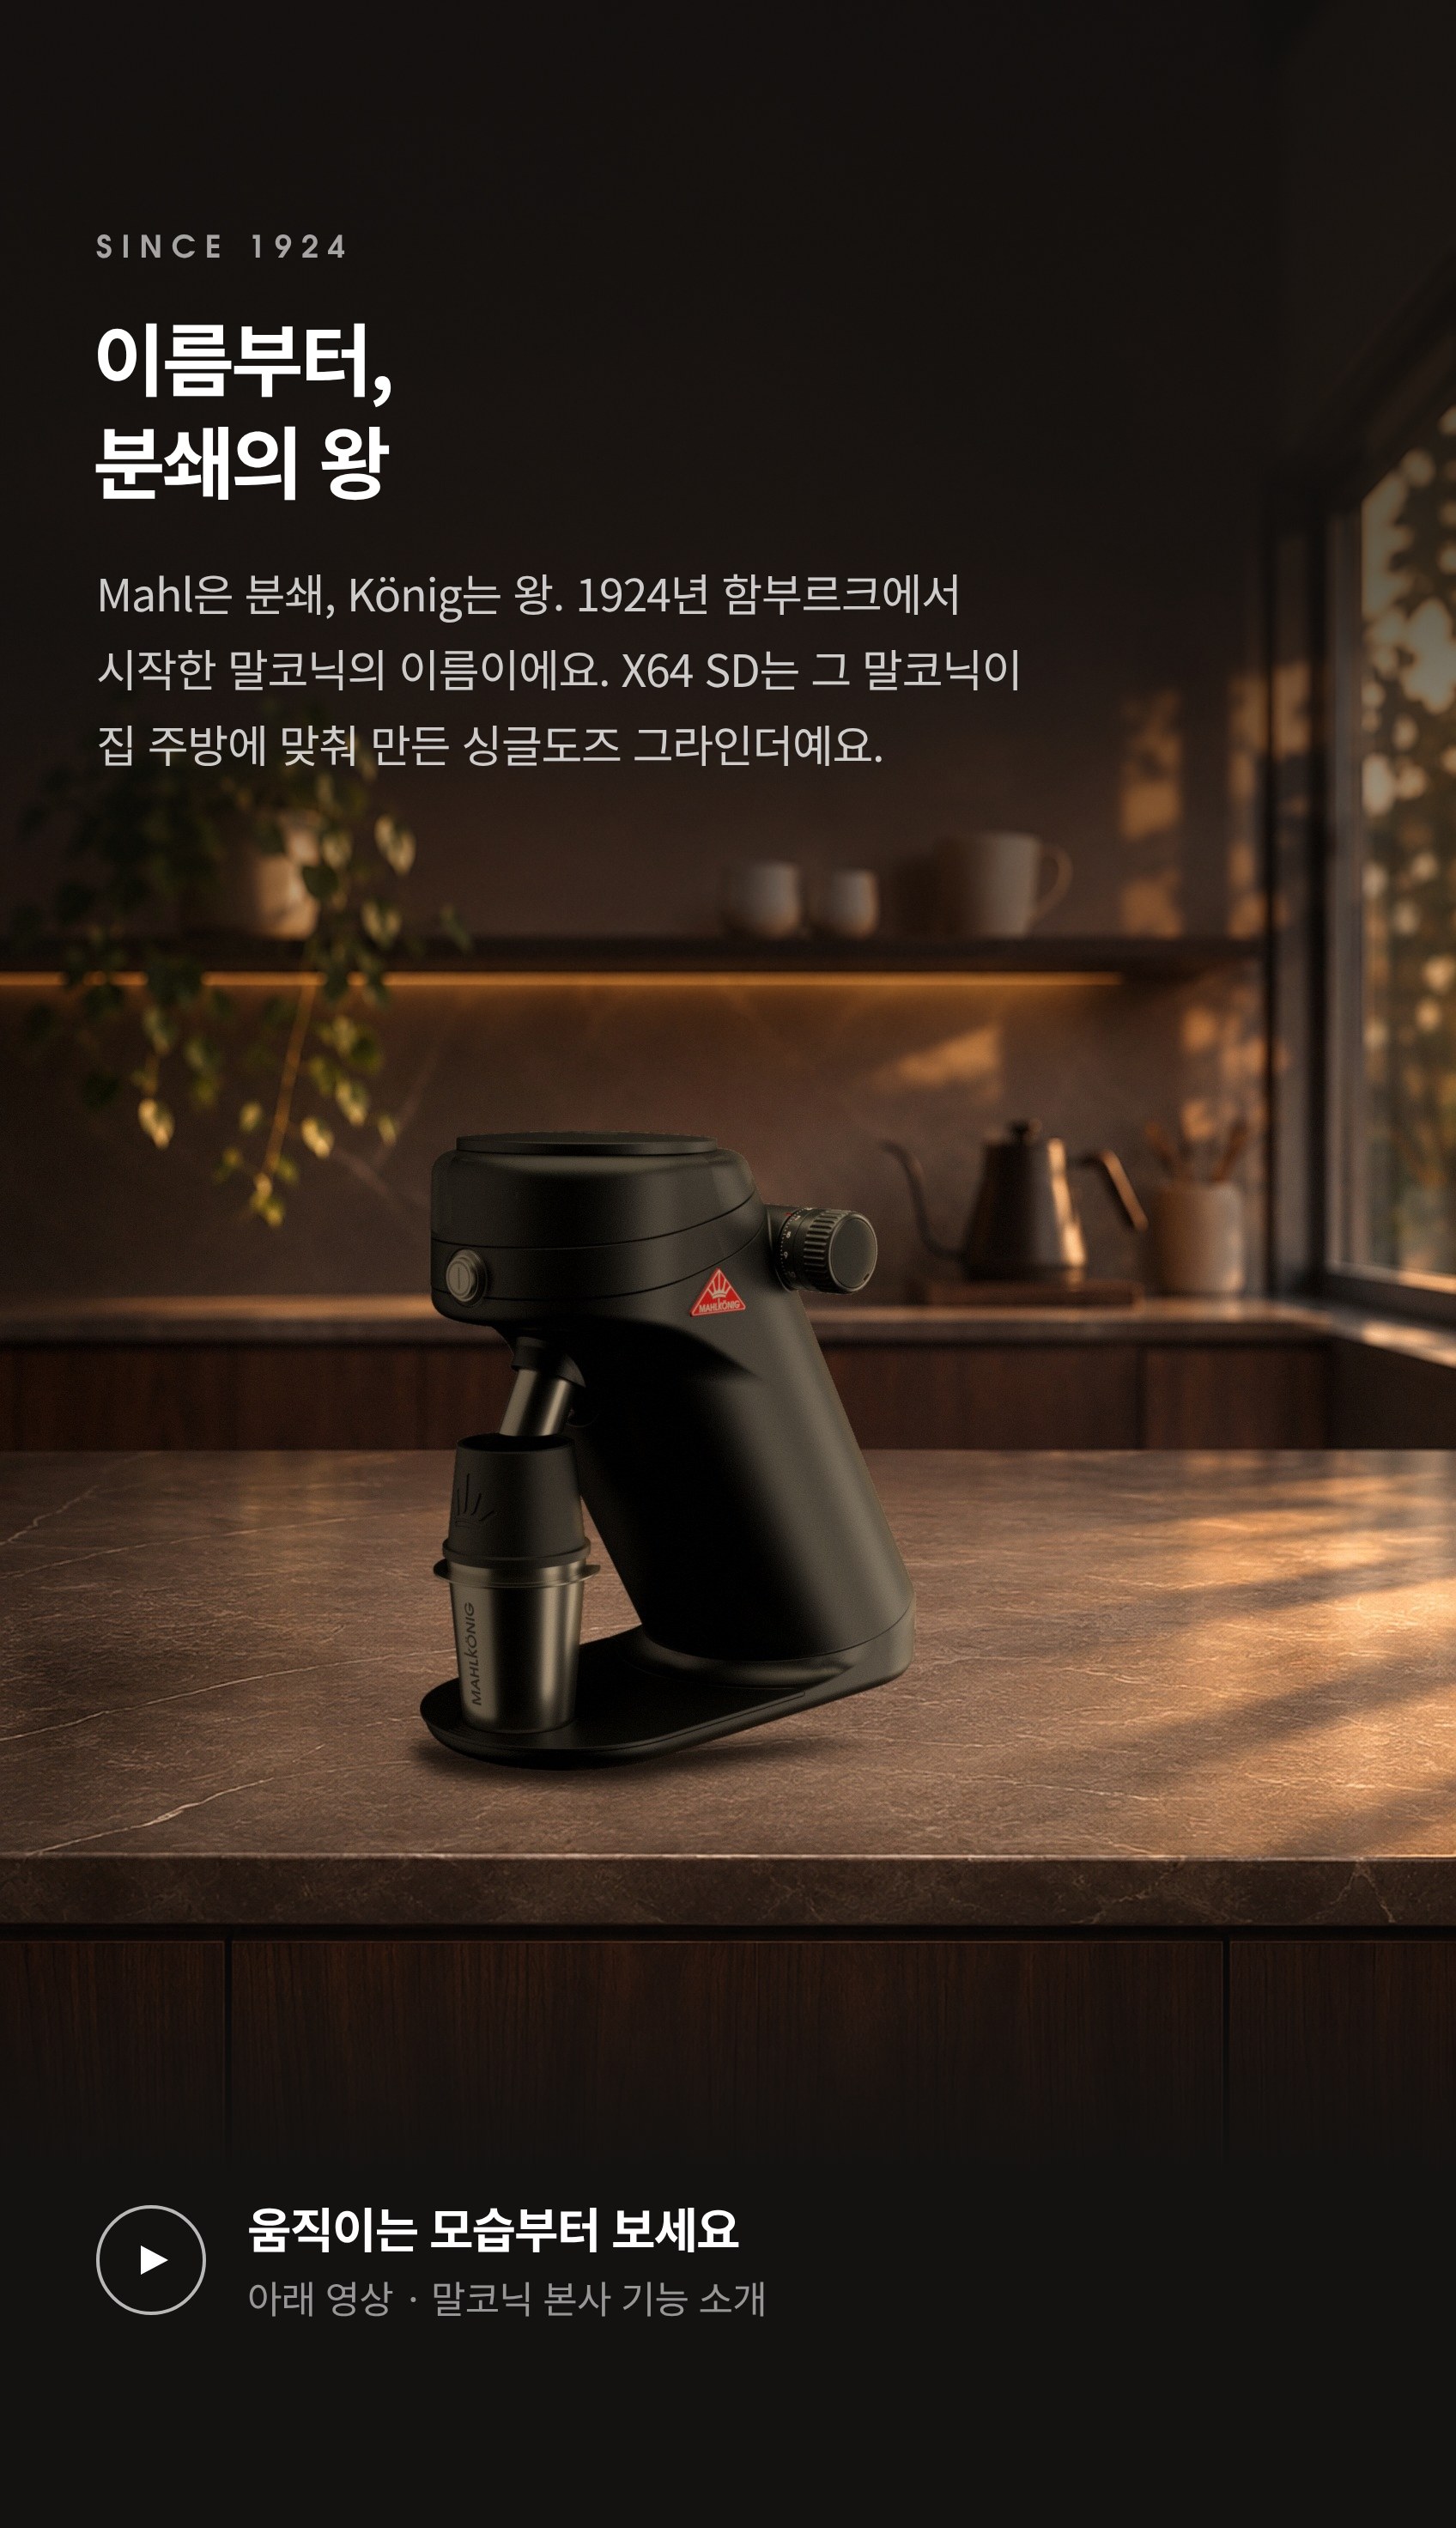 SINCE 1924
이름부터,
분쇄의 왕
Mahl은 분쇄, König는 왕. 1924년 함부르크에서
시작한 말코닉의 이름이에요. X64 SD는 그 말코닉이
집 주방에 맞춰 만든 싱글도즈 그라인더예요.
MAHLKÖNIG
MAHLKÖNIG
움직이는 모습부터 보세요
아래 영상 · 말코닉 본사 기능 소개